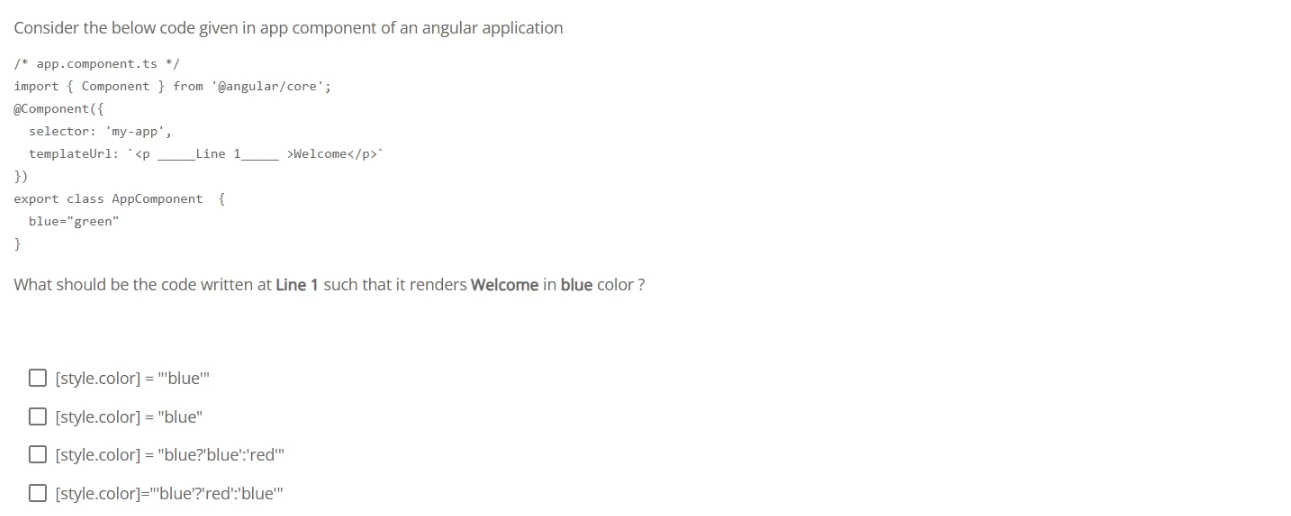 Consider the below code given in app component of an angular application
/* app.component.ts */
import { Component } from '@angular/core';
@Component({
  selector: 'my-app',
  templateUrl: `<p _____Line 1_____ >Welcome</p>`
})
export class AppComponent  {
  blue="green"
}
What should be the code written at Line 1 such that it renders Welcome in blue color ?
[style.color] = "'blue'"
[style.color] = "blue"
[style.color] = "blue?'blue':'red'"
[style.color]="'blue'?'red':'blue'"